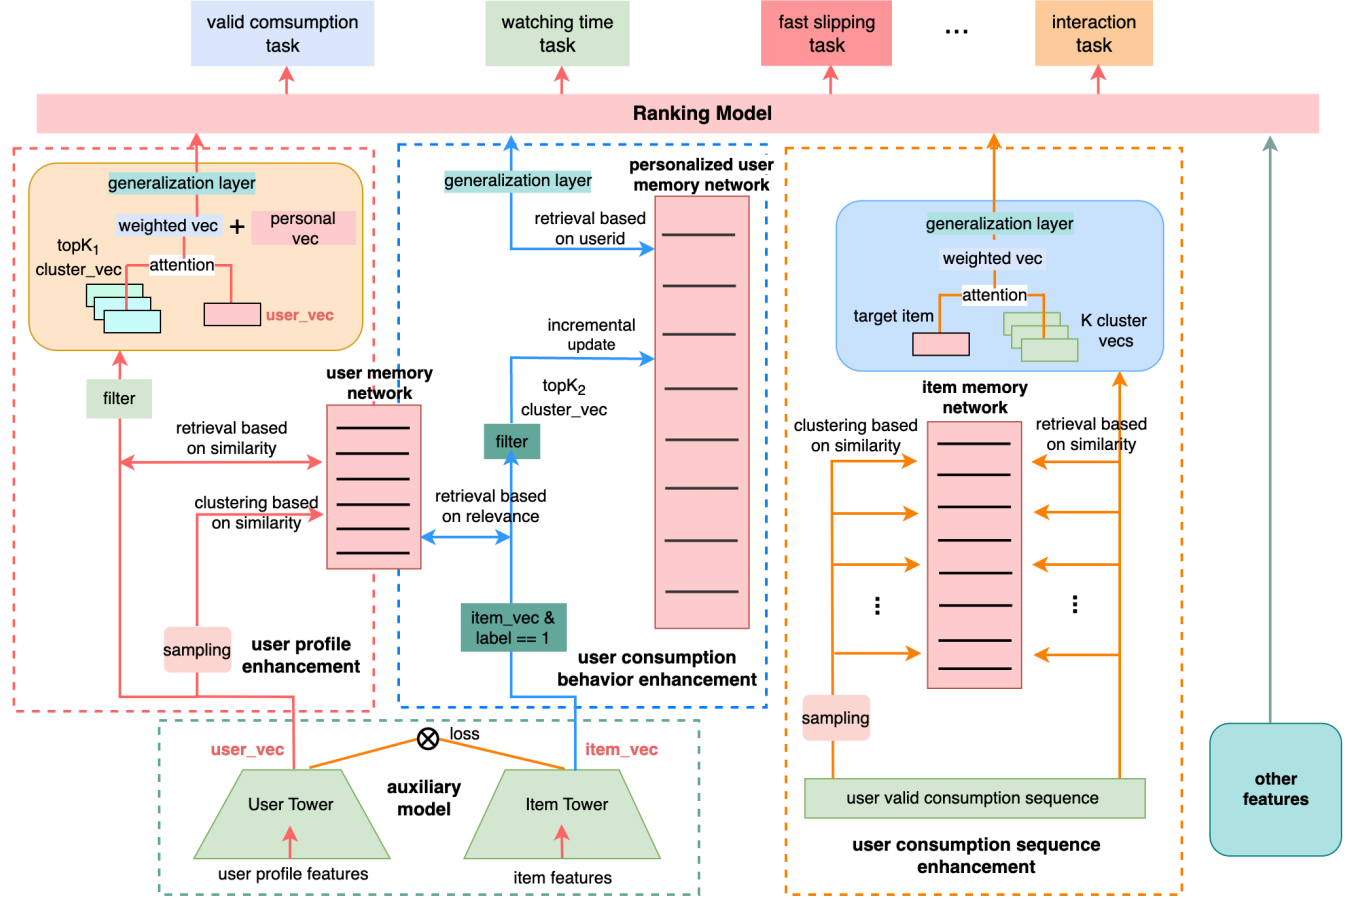 valid comsumption
task
watching time
task
fast slipping
task
...
interaction
task
Ranking Model
generalization layer
weighted vec
+
personal
vec
topK1
cluster_vec
attention
user_vec
filter
retrieval based
on similarity
clustering based
on similarity
user memory
network
sampling
user profile
enhancement
generalization layer
retrieval based
on userid
personalized user
memory network
incremental
update
topK2
cluster_vec
filter
retrieval based
on relevance
item_vec &
label == 1
user consumption
behavior enhancement
generalization layer
weighted vec
attention
target item
K cluster
vecs
item memory
network
clustering based
on similarity
retrieval based
on similarity
...
...
sampling
user valid consumption sequence
user consumption sequence
enhancement
other
features
user_vec
loss
item_vec
auxiliary
model
User Tower
Item Tower
user profile features
item features